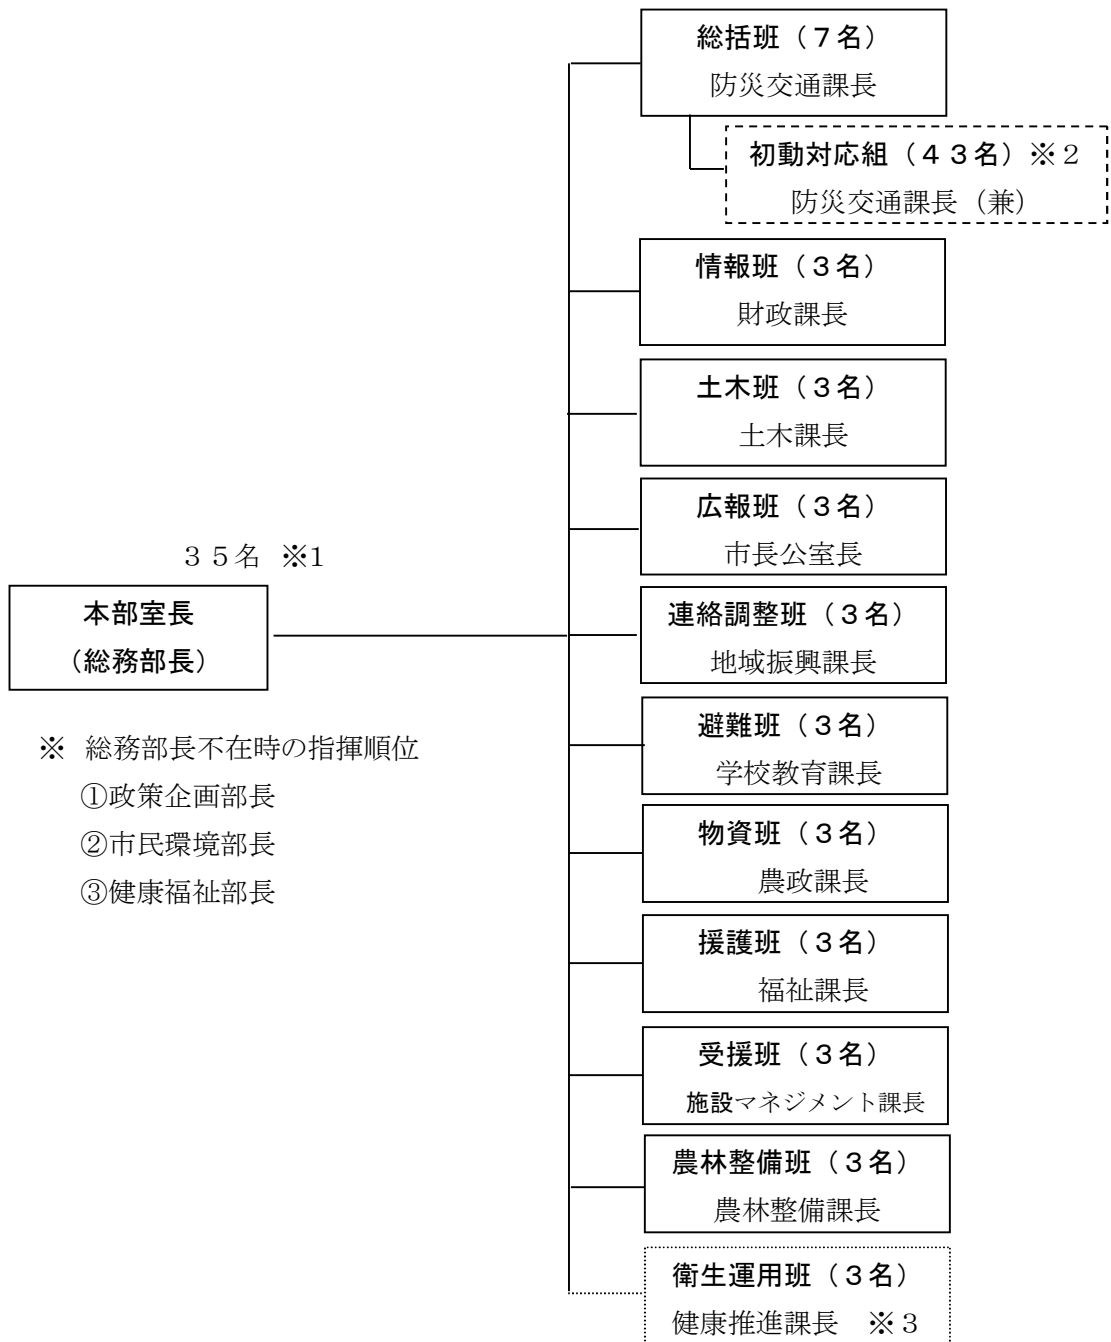 総括班（７名）
防災交通課長
初動対応組（４３名）※２
防災交通課長（兼）
情報班（３名）
財政課長
土木班（３名）
土木課長
広報班（３名）
市長公室長
３５名 ※1
本部室長
（総務部長）
連絡調整班（３名）
地域振興課長
※ 総務部長不在時の指揮順位
①政策企画部長
②市民環境部長
③健康福祉部長
避難班（３名）
学校教育課長
物資班（３名）
農政課長
援護班（３名）
福祉課長
受援班（３名）
施設マネジメント課長
農林整備班（３名）
農林整備課長
衛生運用班（３名）
健康推進課長 ※３